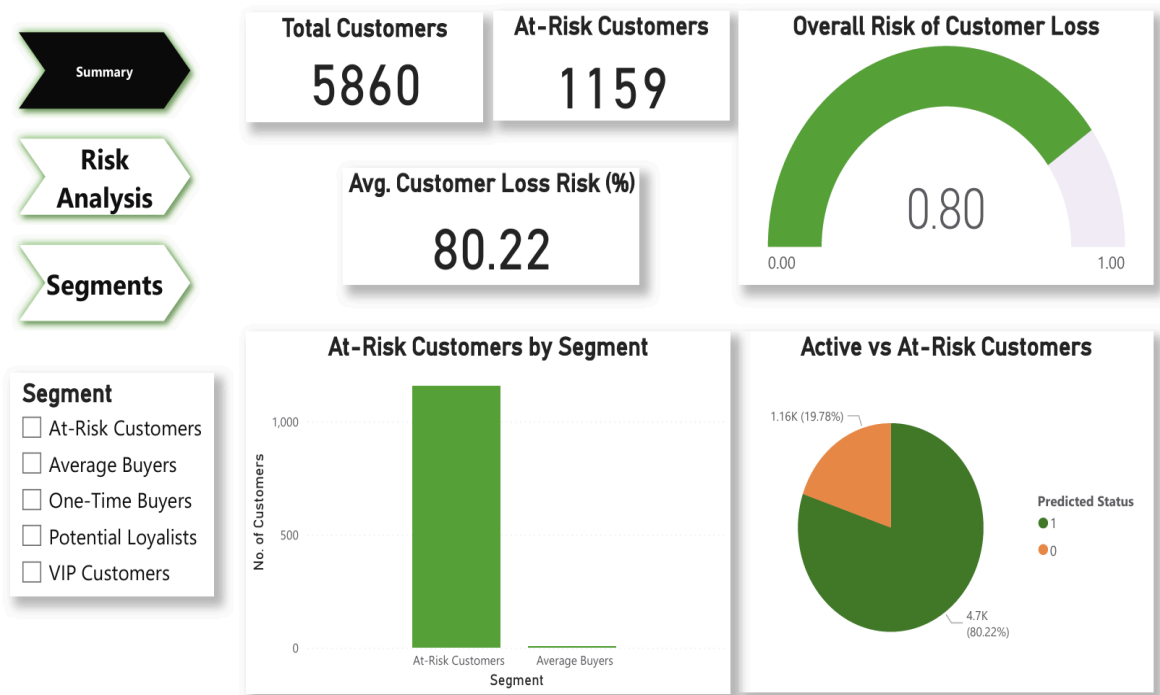 Summary
Risk
Analysis
Segments
Segment
At-Risk Customers
Average Buyers
One-Time Buyers
Potential Loyalists
VIP Customers
Total Customers
5860
At-Risk Customers
1159
Avg. Customer Loss Risk (%)
80.22
Overall Risk of Customer Loss
0.80
0.00
1.00
At-Risk Customers by Segment
No. of Customers
1,000
500
0
At-Risk Customers
Average Buyers
Segment
Active vs At-Risk Customers
1.16K (19.78%)
4.7K
(80.22%)
Predicted Status
1
0